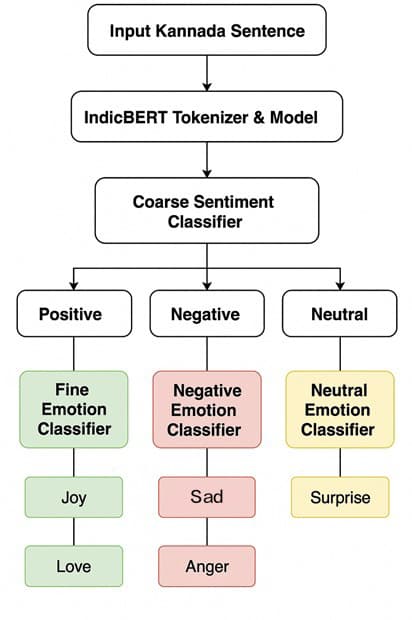 Input Kannada Sentence
IndicBERT Tokenizer & Model
Coarse Sentiment
Classifier
Positive
Negative
Neutral
Fine
Emotion
Classifier
Negative
Emotion
Classifier
Neutral
Emotion
Classifier
Joy
Sad
Surprise
Love
Anger